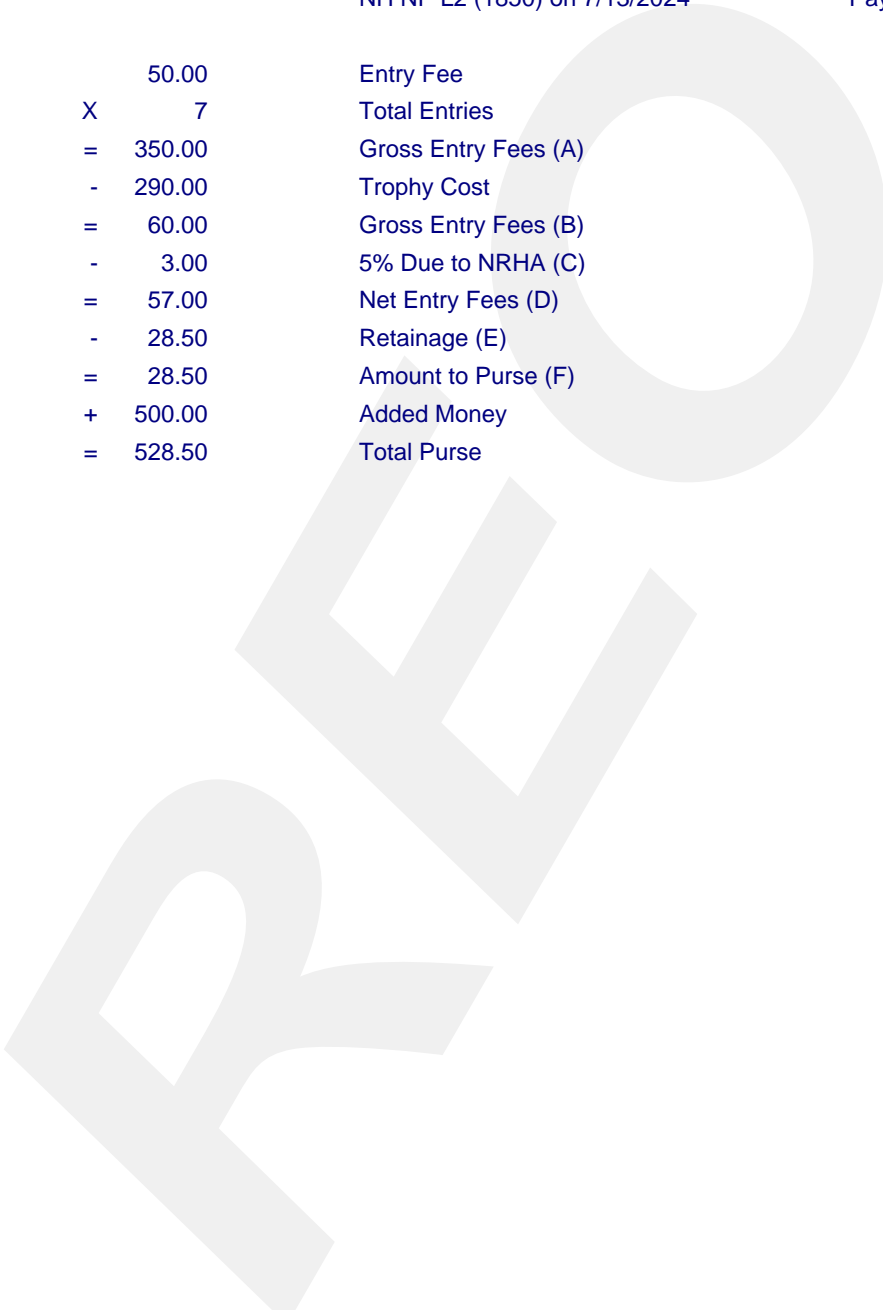 50.00 Entry Fee
X 7 Total Entries
= 350.00 Gross Entry Fees (A)
- 290.00 Trophy Cost
= 60.00 Gross Entry Fees (B)
- 3.00 5% Due to NRHA (C)
= 57.00 Net Entry Fees (D)
- 28.50 Retainage (E)
= 28.50 Amount to Purse (F)
+ 500.00 Added Money
= 528.50 Total Purse
REO